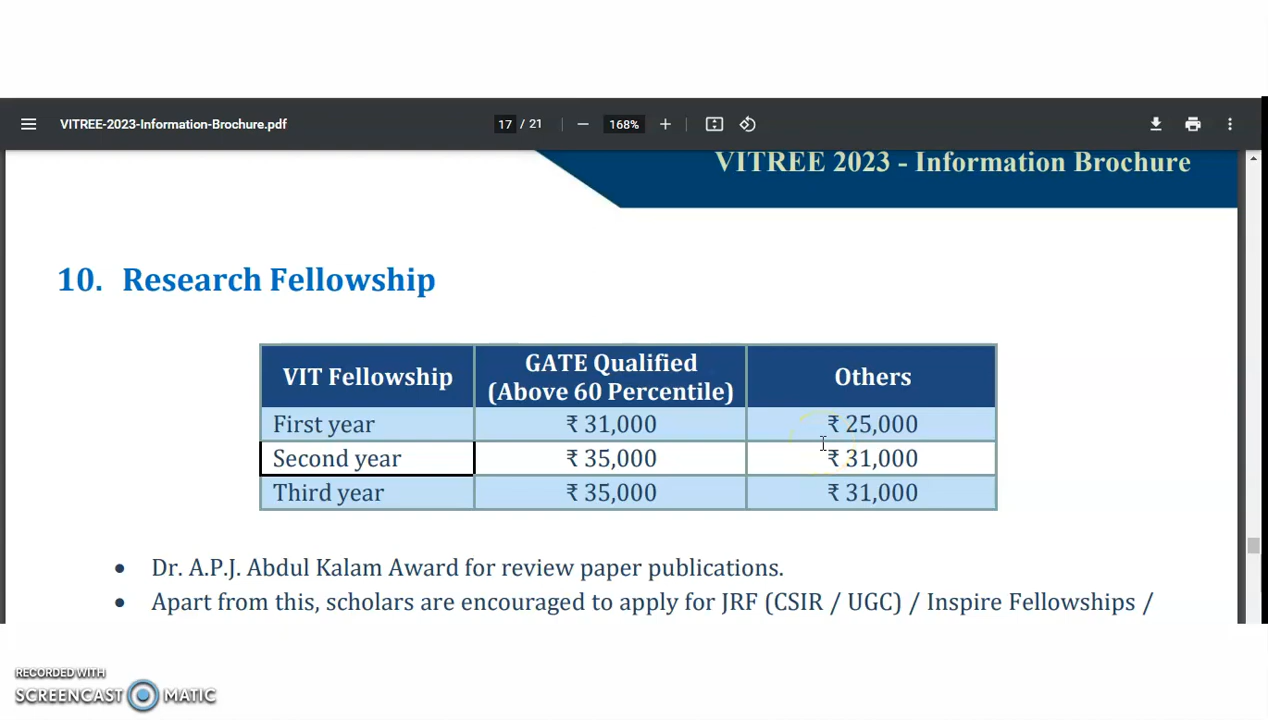 VITREE-2023-Information-Brochure.pdf 17 / 21 168%
VITREE 2023 - Information Brochure
10. Research Fellowship
VIT Fellowship GATE Qualified (Above 60 Percentile) Others
First year ₹ 31,000 ₹ 25,000
Second year ₹ 35,000 ₹ 31,000
Third year ₹ 35,000 ₹ 31,000
• Dr. A.P.J. Abdul Kalam Award for review paper publications.
• Apart from this, scholars are encouraged to apply for JRF (CSIR / UGC) / Inspire Fellowships /
RECORDED WITH
SCREENCAST MATIC